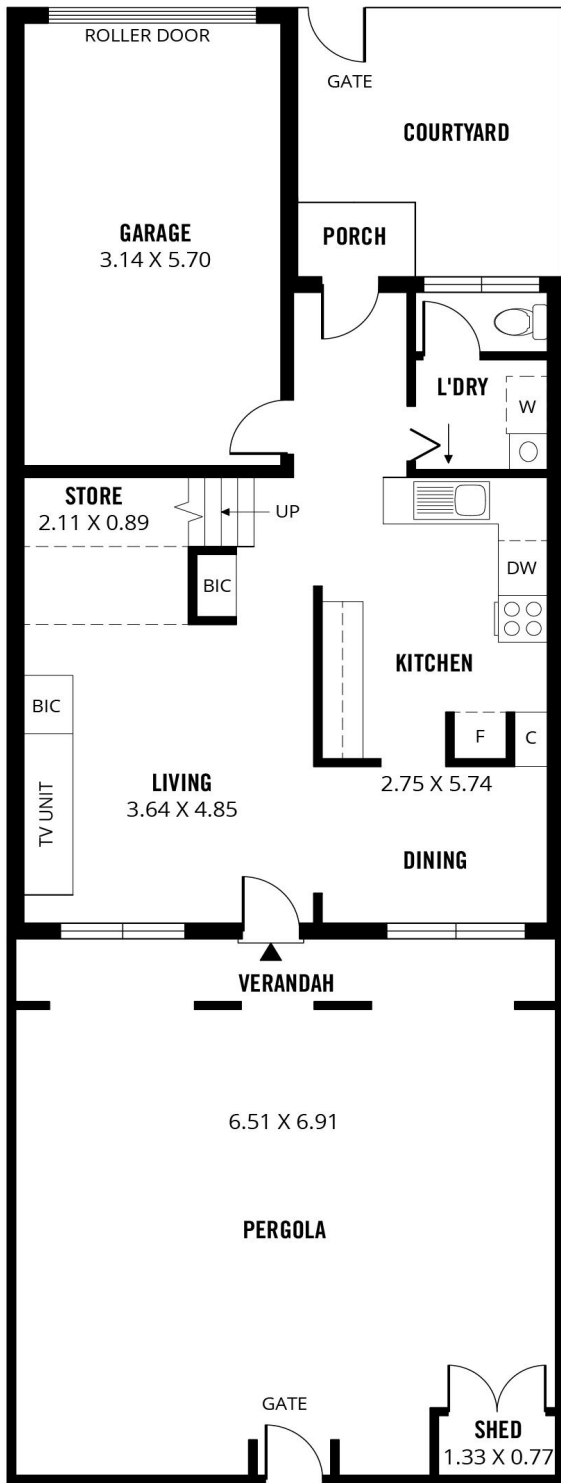 ROLLER DOOR
GATE
COURTYARD
GARAGE
3.14 X 5.70
PORCH
L'DRY
W
STORE
2.11 X 0.89
UP
BIC
DW
KITCHEN
BIC
F
C
TV UNIT
LIVING
3.64 X 4.85
2.75 X 5.74
DINING
VERANDAH
6.51 X 6.91
PERGOLA
GATE
SHED
1.33 X 0.77